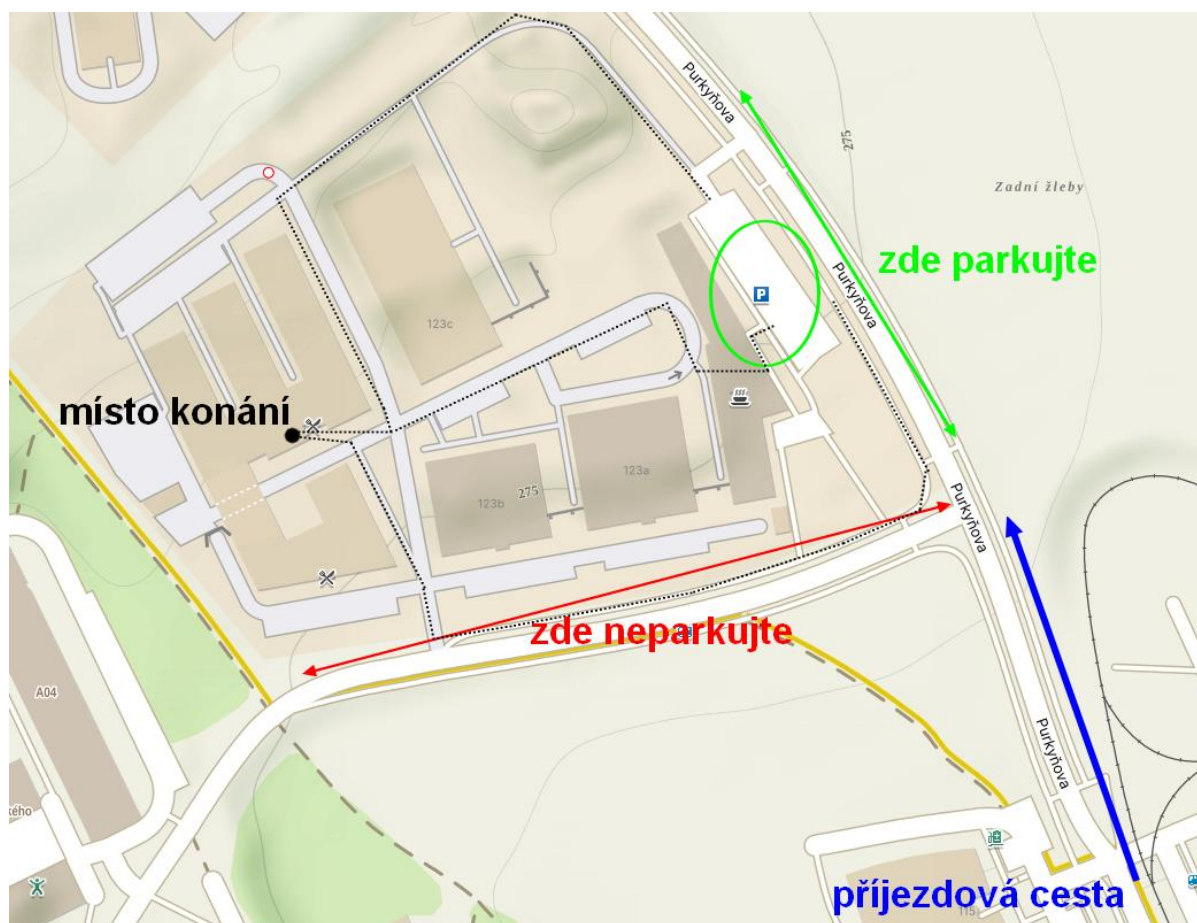 Purkyňova
275
Zadní žleby
zde parkujte
Purkyňova
P
123c
místo konání
123a
123b
275
Purkyňova
zde neparkujte
A04
Purkyňova
kého
příjezdová cesta
115